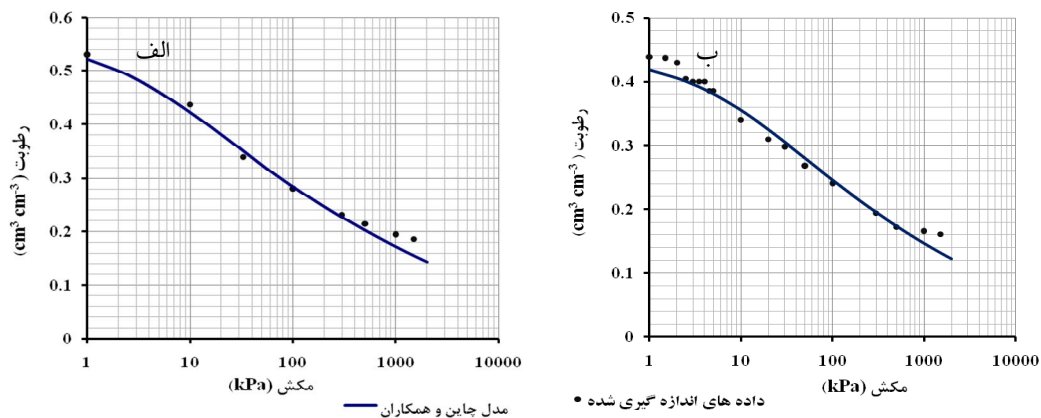 الف
0.6
0.5
0.4
0.3
0.2
0.1
0
رطوبت (cm³ cm⁻³)
1 10 100 1000 10000
مکش (kPa)
ب
0.5
0.4
0.3
0.2
0.1
0
رطوبت (cm³ cm⁻³)
1 10 100 1000 10000
مکش (kPa)
مدل چاین و همکاران
داده های اندازه گیری شده